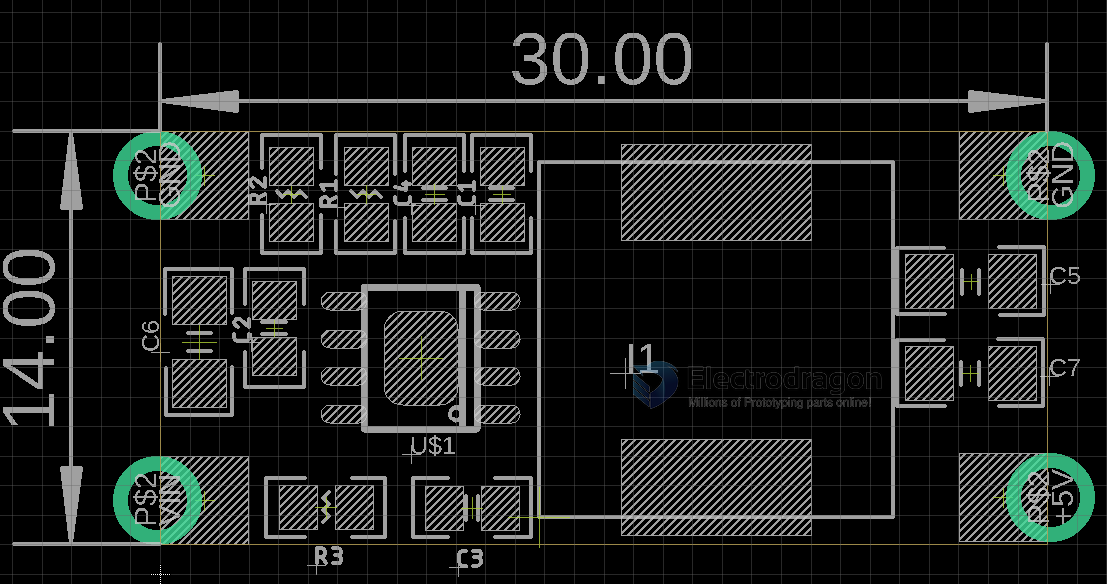 30.00
14.00
P$2
GND
R2
R1
C4
C1
P$2
GND
C5
C6
C2
L1
Electrodragon
Millions of Prototyping parts online!
C7
U$1
P$2
VIN
P$2
+5V
R3
C3